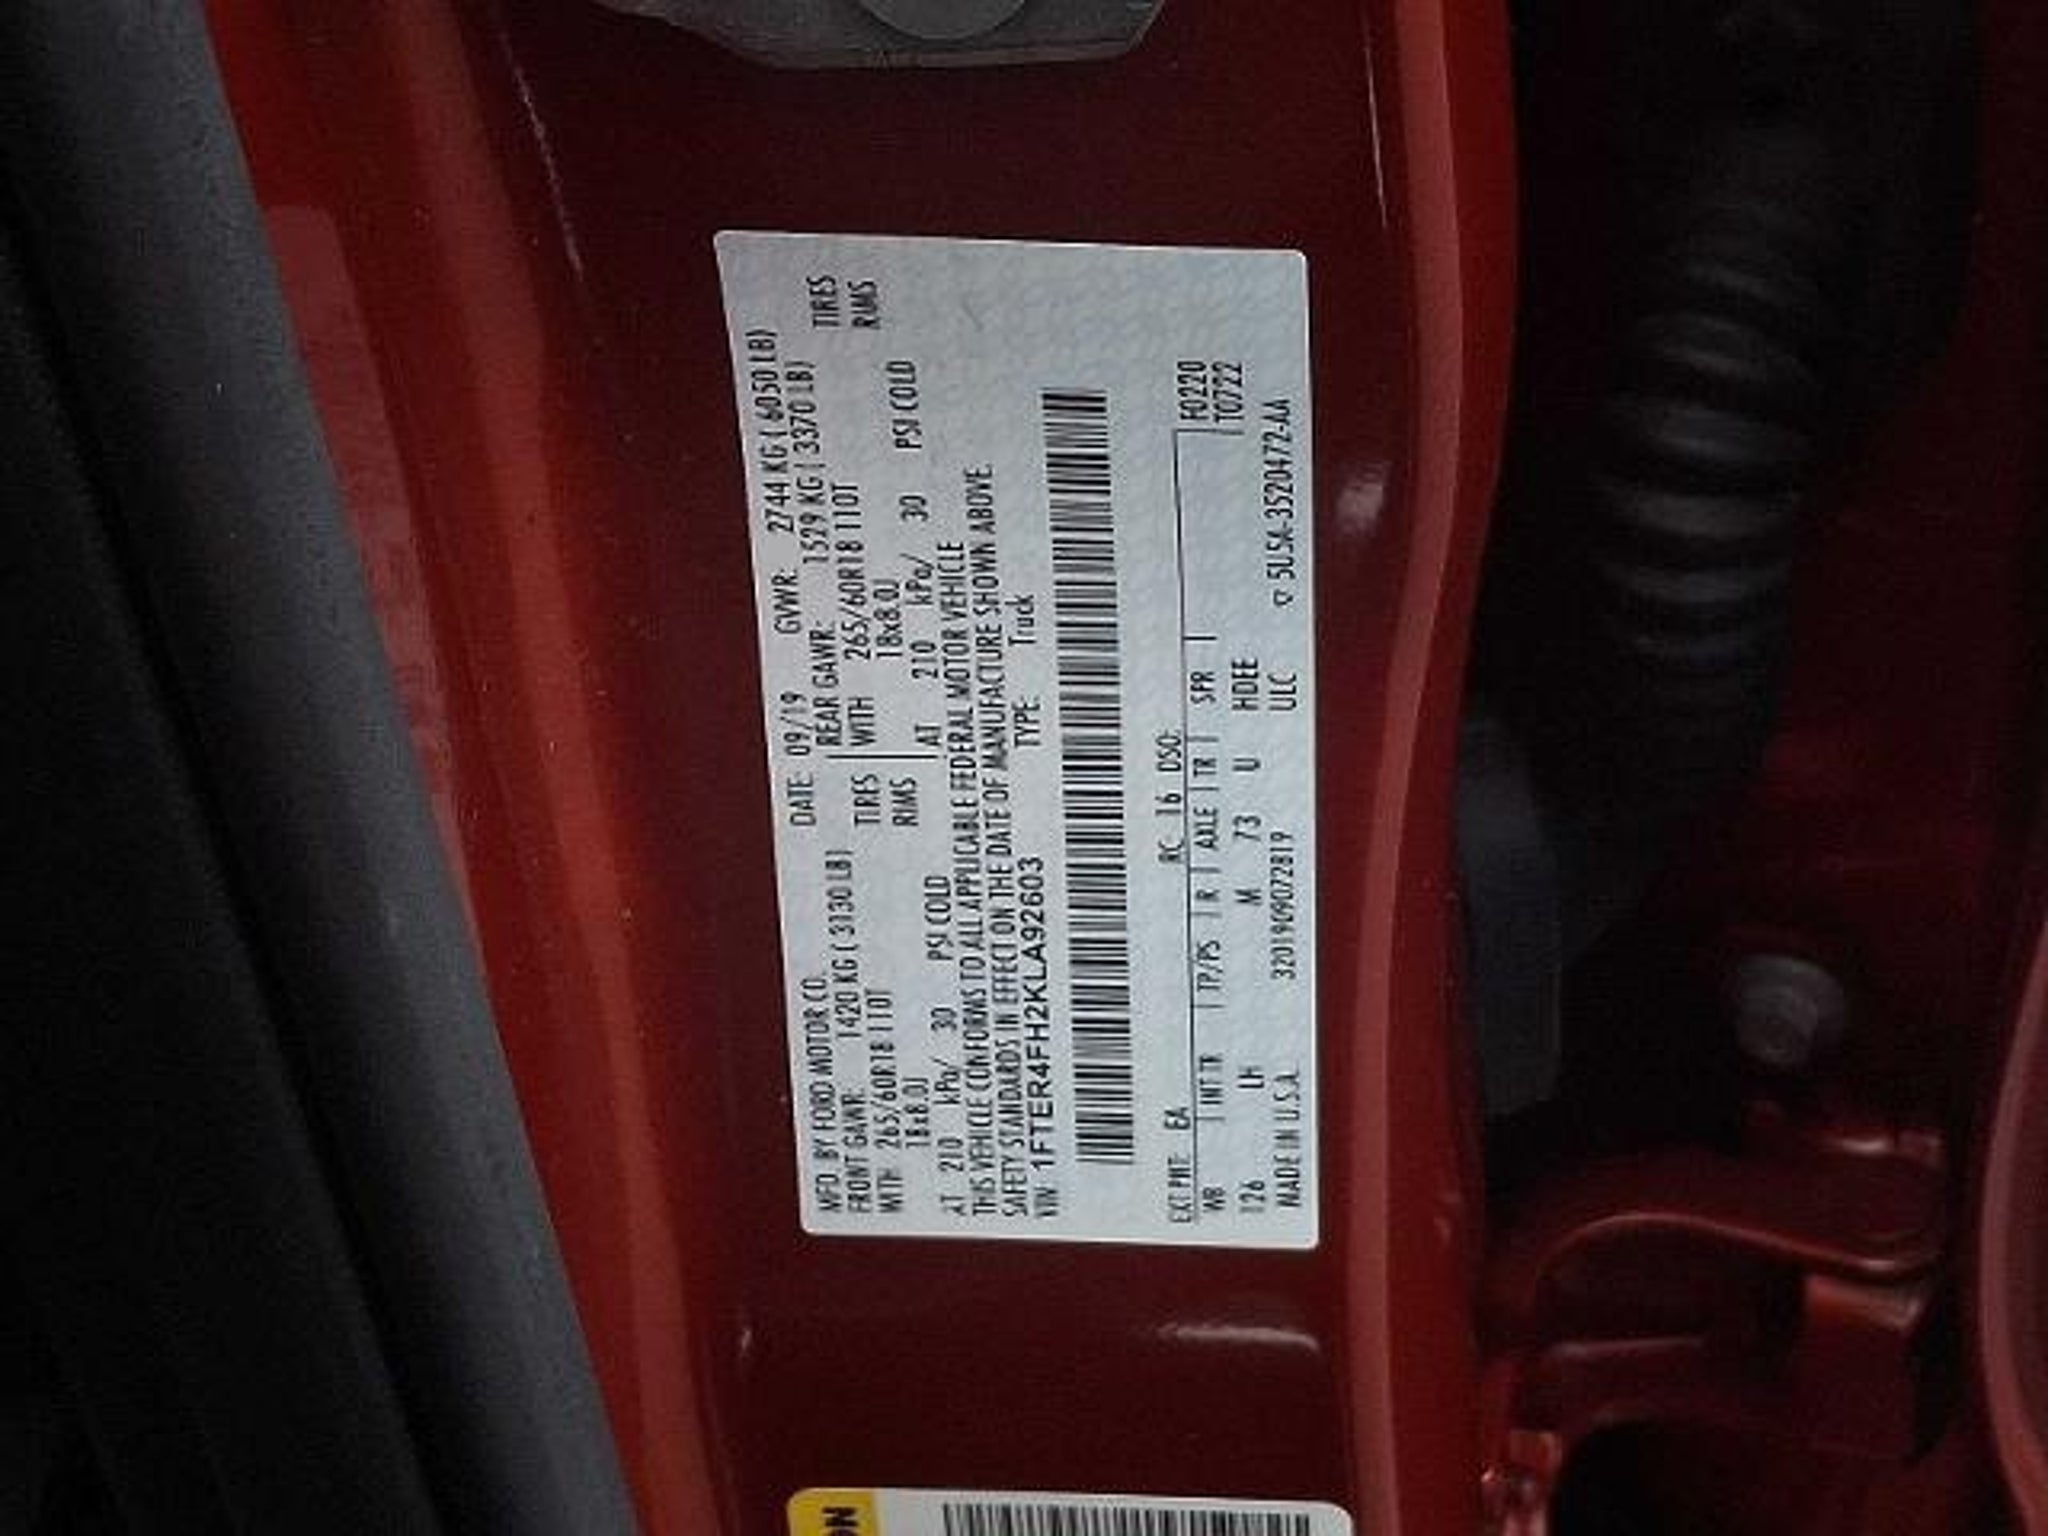 MFD. BY FORD MOTOR CO. DATE: 09/19 GVWR: 2744 KG ( 6050 LB)
FRONT GAWR: 1420 KG ( 3130 LB) REAR GAWR: 1529 KG ( 3370 LB)
WITH 265/60R18 110T TIRES WITH 265/60R18 110T TIRES
18x8.0J RIMS 18x8.0J RIMS
AT 210 kPa/ 30 PSI COLD AT 210 kPa/ 30 PSI COLD
THIS VEHICLE CONFORMS TO ALL APPLICABLE FEDERAL MOTOR VEHICLE
SAFETY STANDARDS IN EFFECT ON THE DATE OF MANUFACTURE SHOWN ABOVE.
VIN: 1FTER4FH2KLA92603 TYPE: Truck
EXT PNT: EA RC: 16 DSO: F0220
WB INT TR TP/PS R AXLE TR SPR T0722
126 LH M 73 U HDEE
MADE IN U.S.A. 3201909072819 ULC ▽ 5U5A-3520472-AA
ON